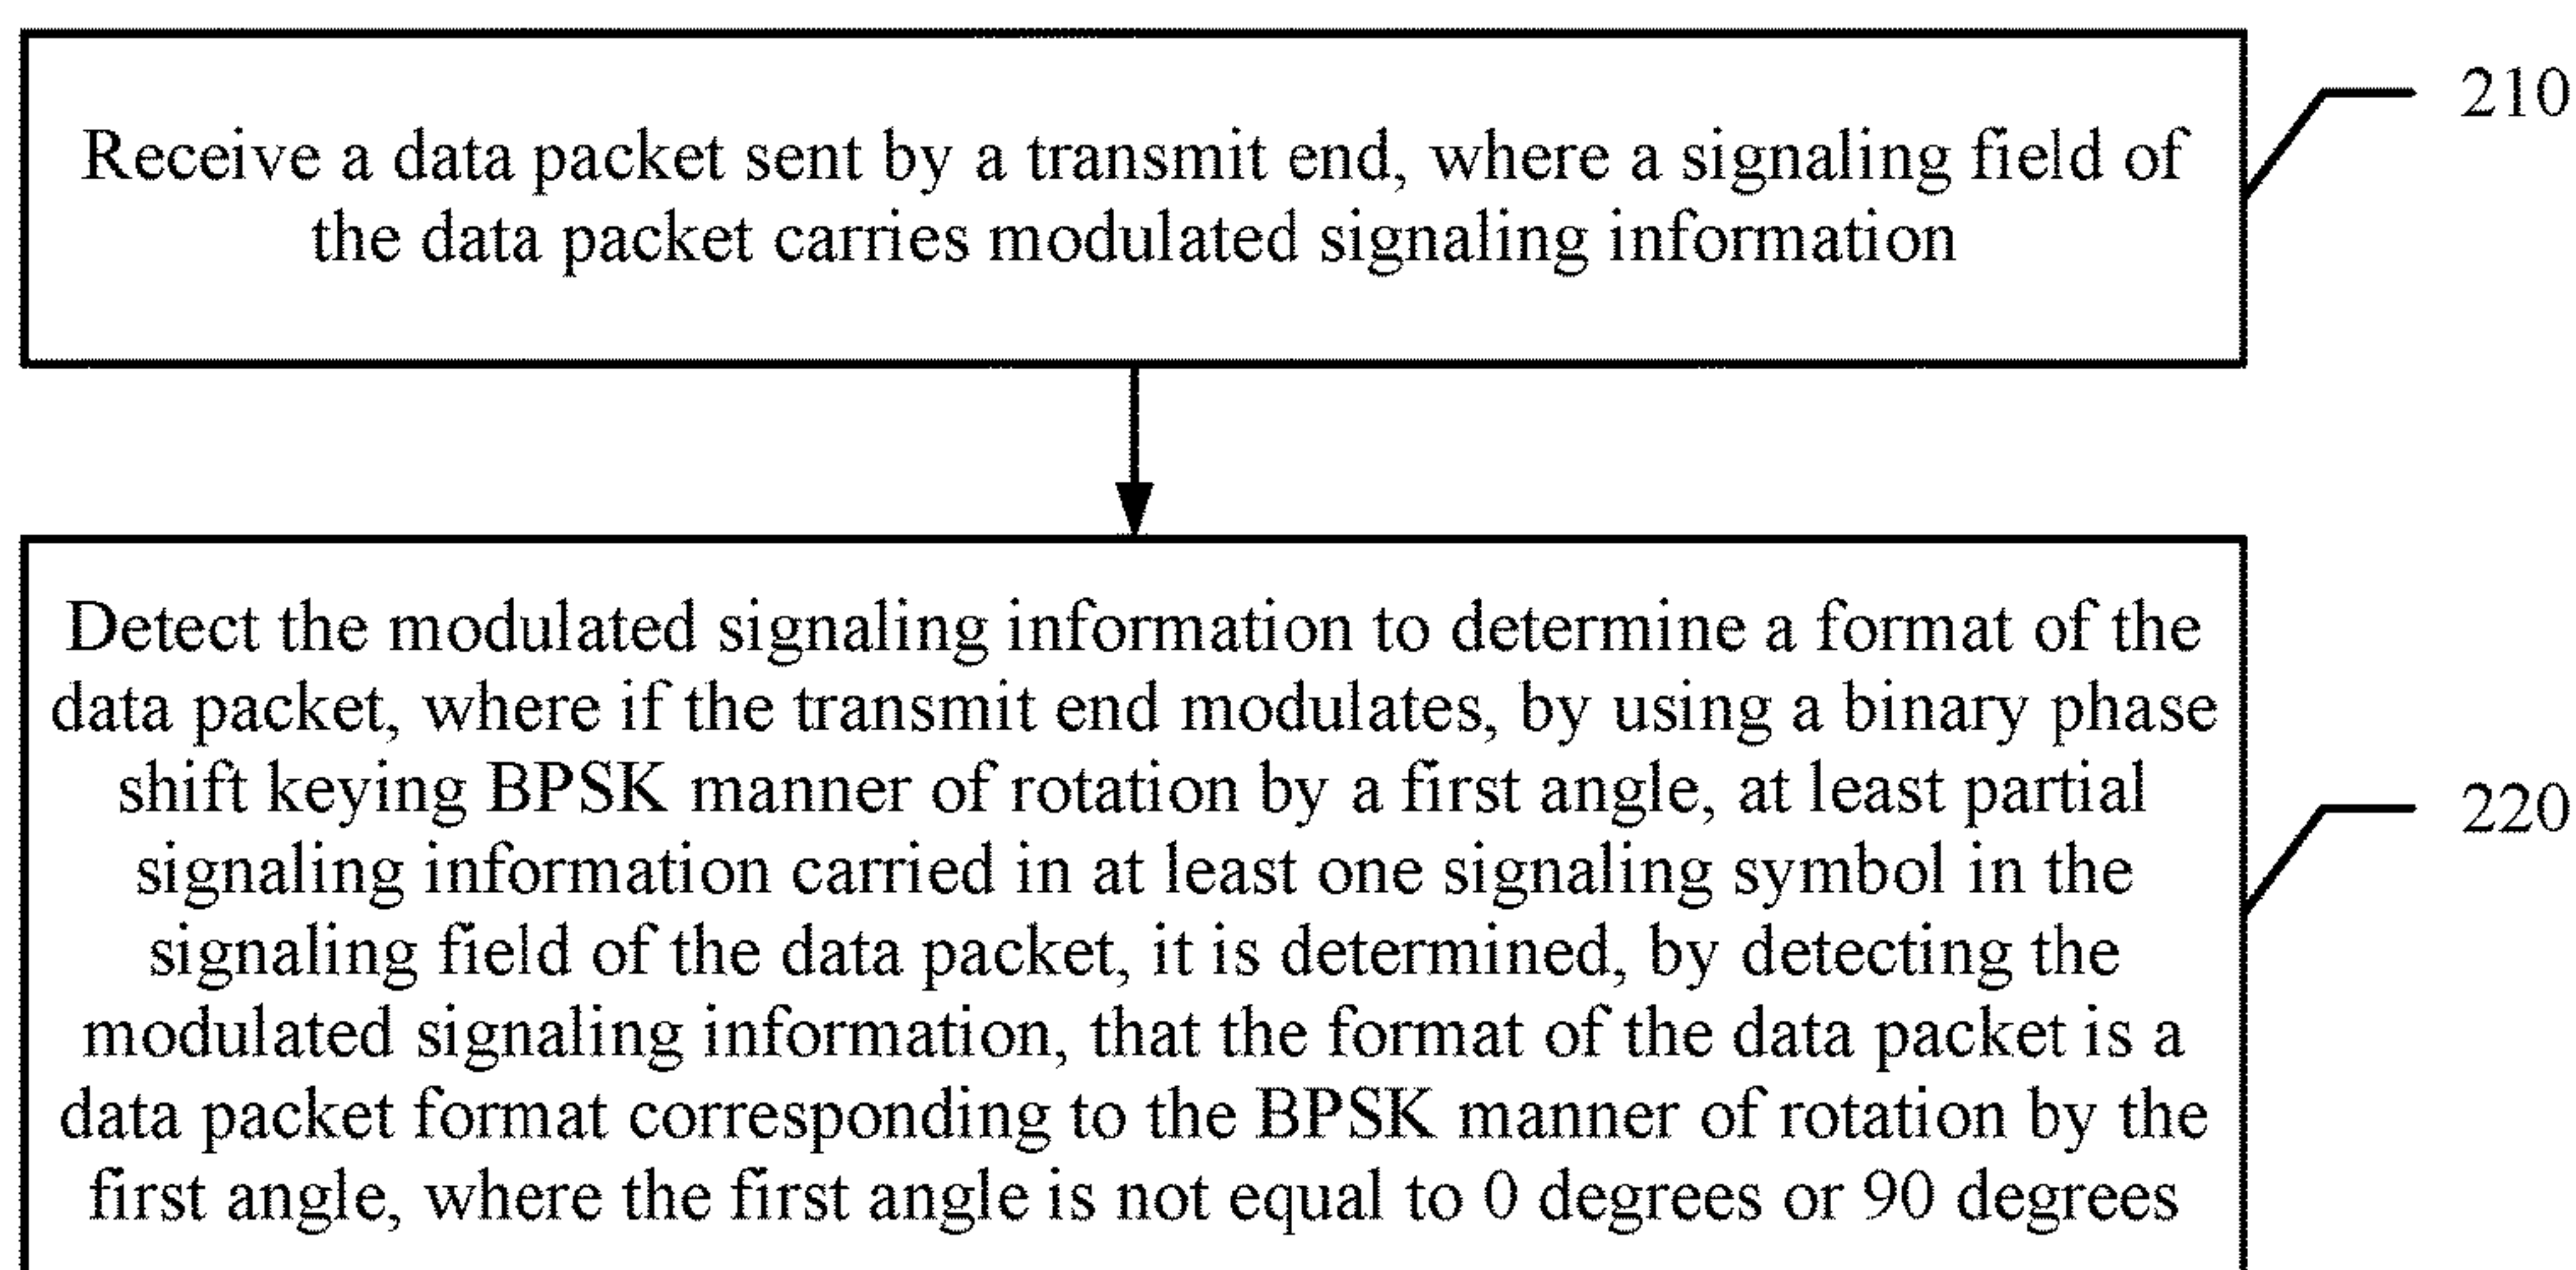 Receive a data packet sent by a transmit end, where a signaling field of
the data packet carries modulated signaling information
210
Detect the modulated signaling information to determine a format of the
data packet, where if the transmit end modulates, by using a binary phase
shift keying BPSK manner of rotation by a first angle, at least partial
signaling information carried in at least one signaling symbol in the
signaling field of the data packet, it is determined, by detecting the
modulated signaling information, that the format of the data packet is a
data packet format corresponding to the BPSK manner of rotation by the
first angle, where the first angle is not equal to 0 degrees or 90 degrees
220